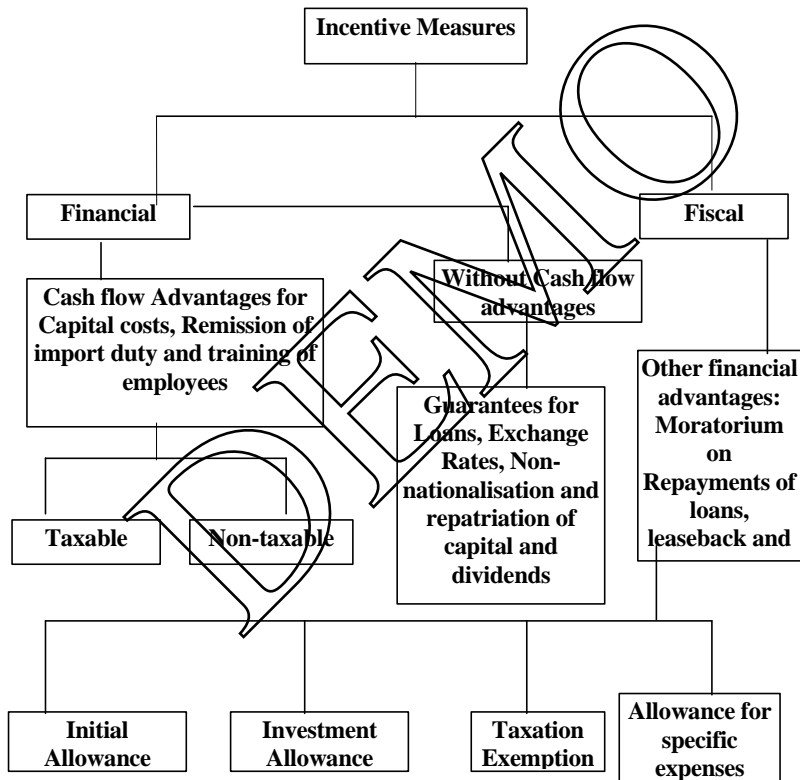 Incentive Measures
Financial
Fiscal
Cash flow Advantages for
Capital costs, Remission of
import duty and training of
employees
Without Cash flow
advantages
Other financial
advantages:
Moratorium
on
Repayments of
loans,
leaseback and
Guarantees for
Loans, Exchange
Rates, Non-
nationalisation and
repatriation of
capital and
dividends
Taxable
Non-taxable
Initial
Allowance
Investment
Allowance
Taxation
Exemption
Allowance for
specific
expenses
DEMO